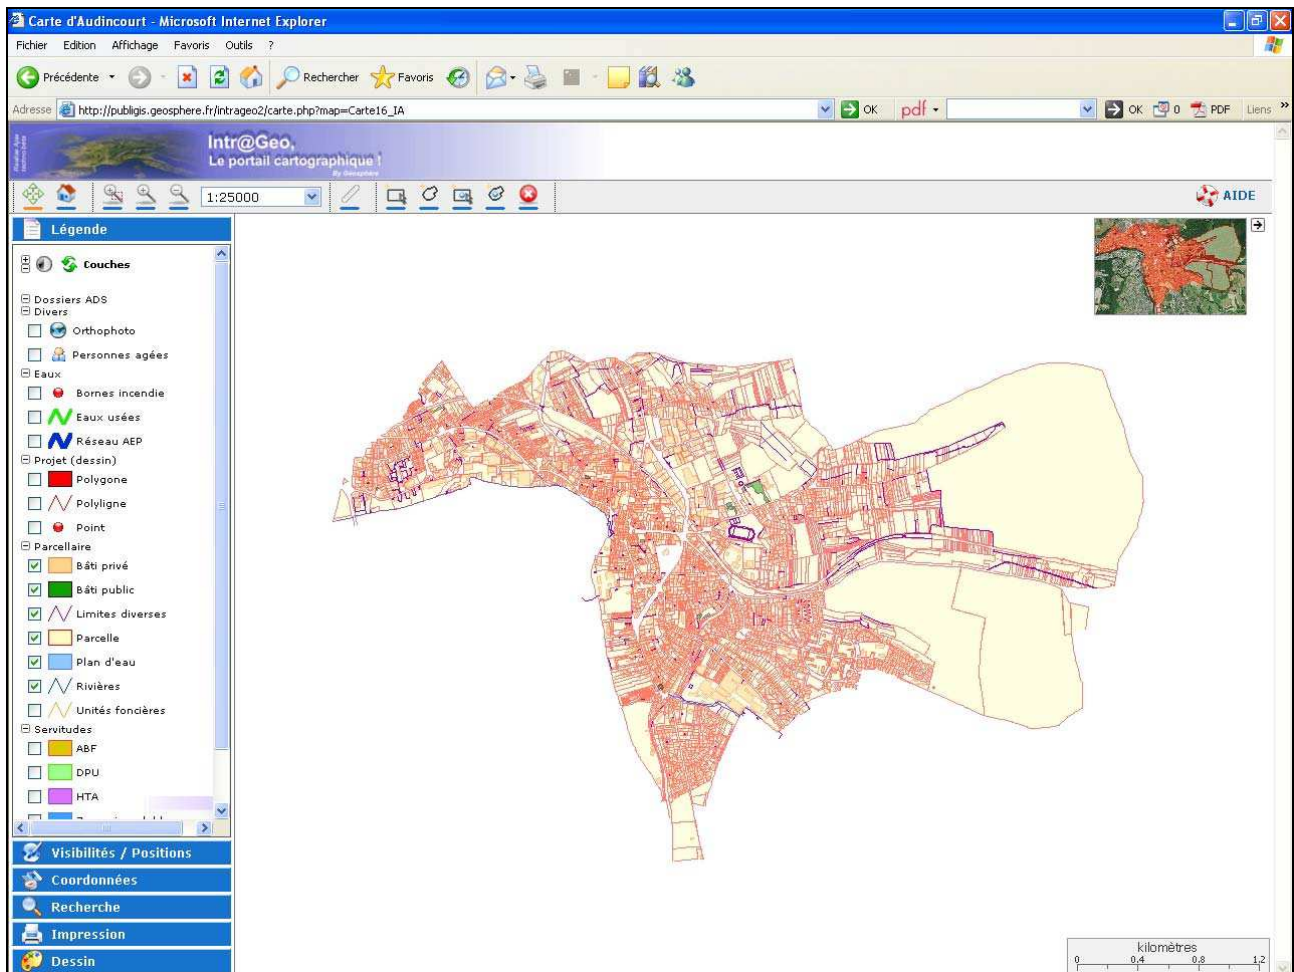 Carte d'Audincourt - Microsoft Internet Explorer
Fichier Edition Affichage Favoris Outils ?
Précédente Rechercher Favoris
Adresse http://publigis.geosphere.fr/intrageo2/carte.php?map=Carte16_IA OK pdf OK 0 PDF Liens »
Intr@Geo,
Le portail cartographique !
By Géosphère
1:25000 AIDE
Légende
Couches
Dossiers ADS
Divers
Orthophoto
Personnes agées
Eaux
Bornes incendie
Eaux usées
Réseau AEP
Projet (dessin)
Polygone
Polyligne
Point
Parcellaire
Bâti privé
Bâti public
Limites diverses
Parcelle
Plan d'eau
Rivières
Unités foncières
Servitudes
ABF
DPU
HTA
Visibilités / Positions
Coordonnées
Recherche
Impression
Dessin
kilomètres
0 0.4 0.8 1.2